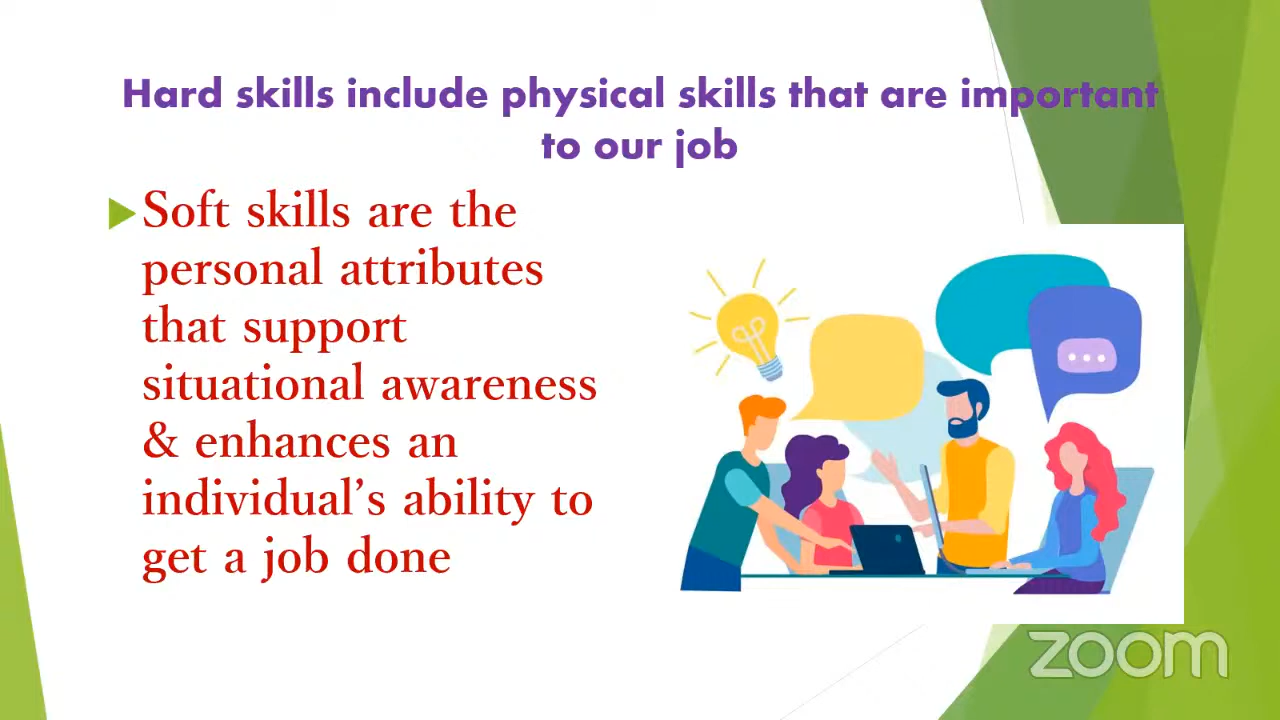 Hard skills include physical skills that are important
to our job
Soft skills are the
personal attributes
that support
situational awareness
& enhances an
individual’s ability to
get a job done
zoom